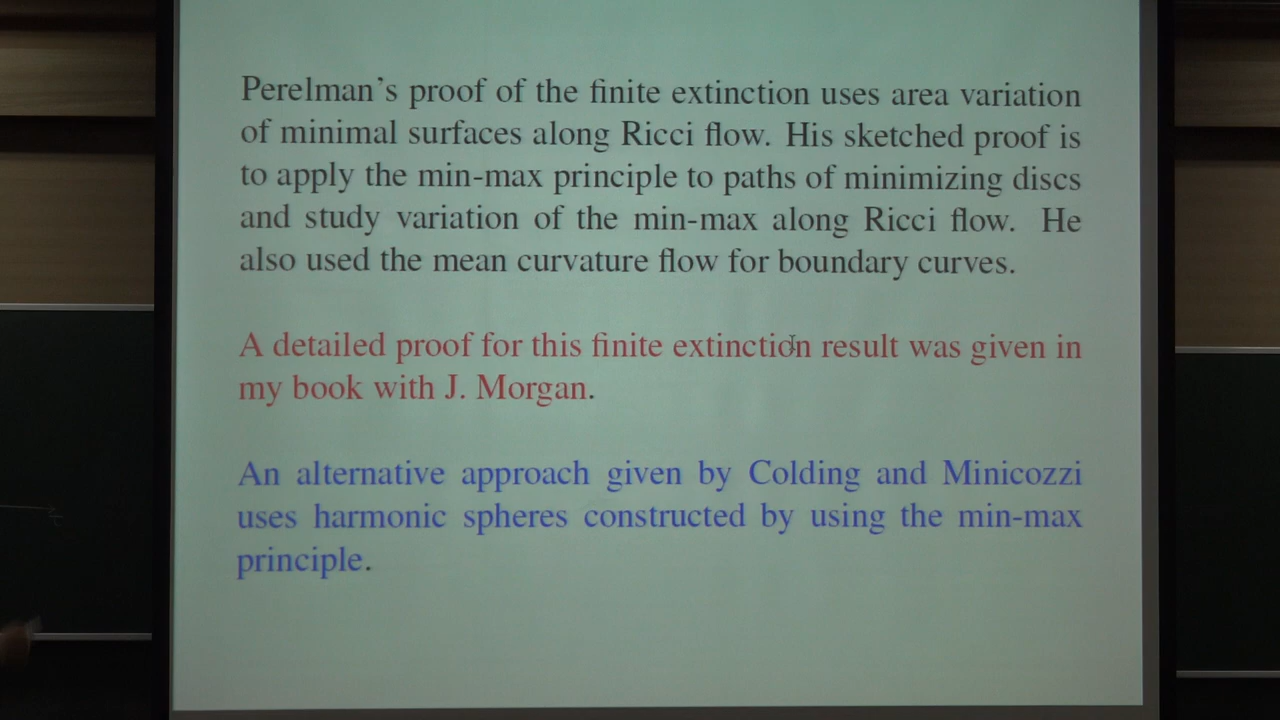 Perelman's proof of the finite extinction uses area variation
of minimal surfaces along Ricci flow. His sketched proof is
to apply the min-max principle to paths of minimizing discs
and study variation of the min-max along Ricci flow. He
also used the mean curvature flow for boundary curves.
A detailed proof for this finite extinction result was given in
my book with J. Morgan.
An alternative approach given by Colding and Minicozzi
uses harmonic spheres constructed by using the min-max
principle.